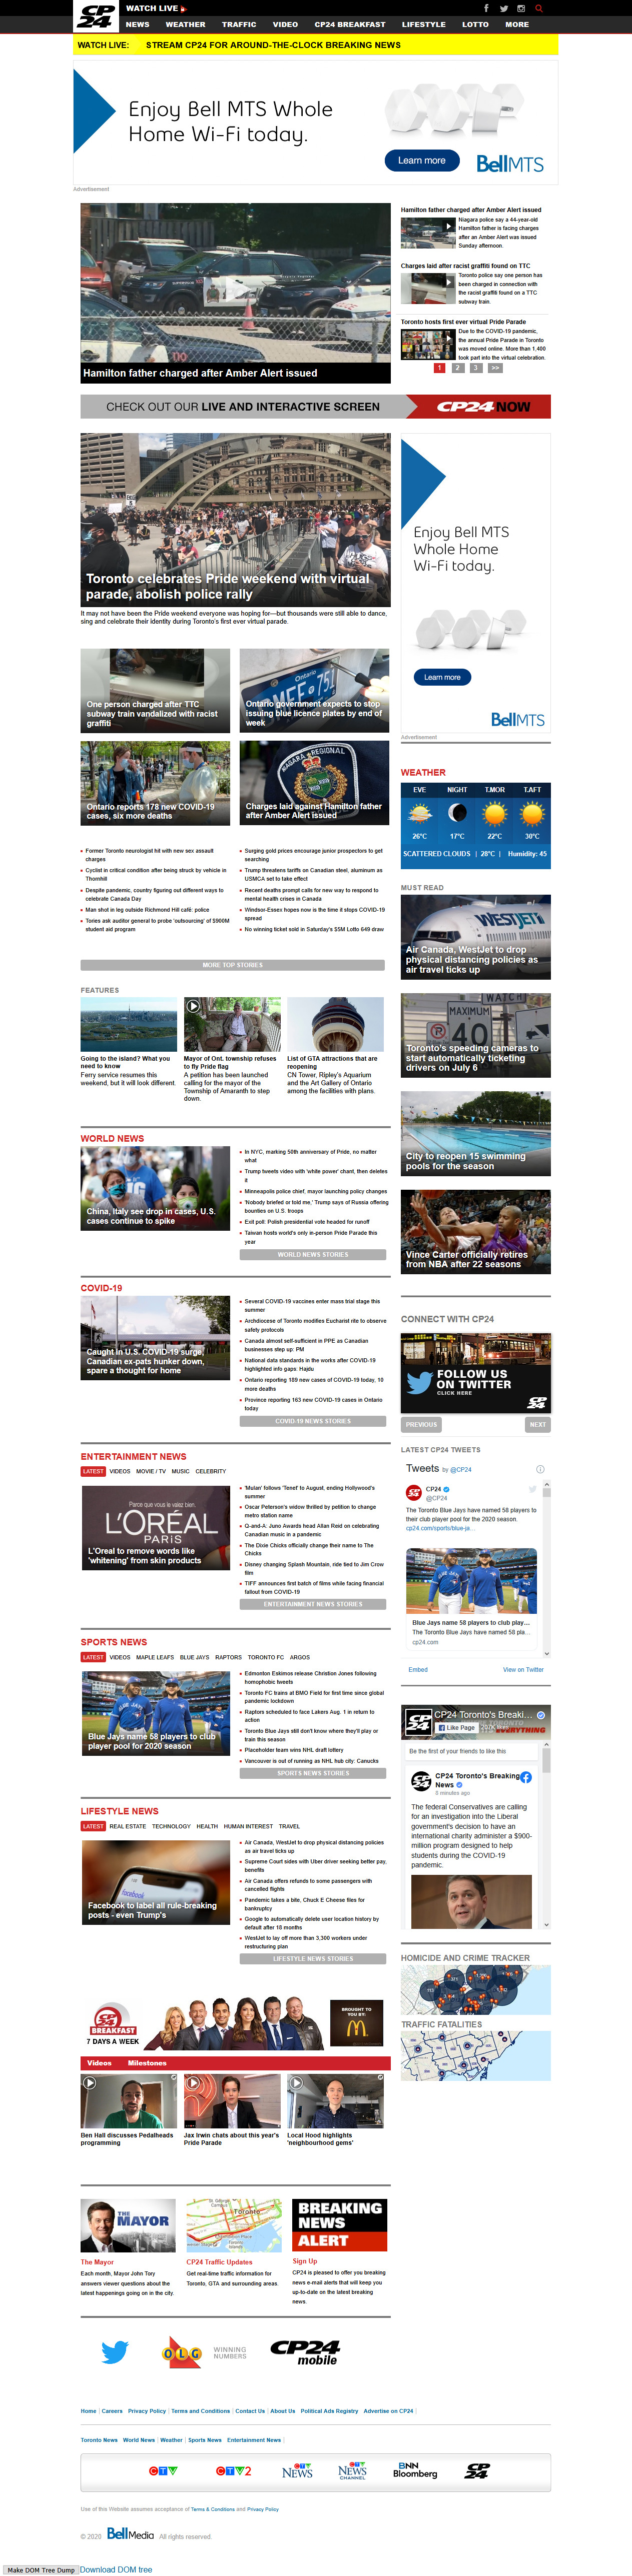 CP24
WATCH LIVE
NEWS WEATHER TRAFFIC VIDEO CP24 BREAKFAST LIFESTYLE LOTTO MORE
WATCH LIVE: STREAM CP24 FOR AROUND-THE-CLOCK BREAKING NEWS
Enjoy Bell MTS Whole
Home Wi-Fi today.
Learn more
Bell MTS
Advertisement
Hamilton father charged after Amber Alert issued
Hamilton father charged after Amber Alert issued
Niagara police say a 44-year-old
Hamilton father is facing charges
after an Amber Alert was issued
Sunday afternoon.
Charges laid after racist graffiti found on TTC
Toronto police say one person has
been charged in connection with
the racist graffiti found on a TTC
subway train.
Toronto hosts first ever virtual Pride Parade
Due to the COVID-19 pandemic,
the annual Pride Parade in Toronto
was moved online. More than 1,400
took part into the virtual celebration.
1 2 3 >>
CHECK OUT OUR LIVE AND INTERACTIVE SCREEN CP24 NOW
Toronto celebrates Pride weekend with virtual
parade, abolish police rally
It may not have been the Pride weekend everyone was hoping for—but thousands were still able to dance,
sing and celebrate their identity during Toronto's first ever virtual parade.
One person charged after TTC
subway train vandalized with racist
graffiti
Ontario government expects to stop
issuing blue licence plates by end of
week
Ontario reports 178 new COVID-19
cases, six more deaths
Charges laid against Hamilton father
after Amber Alert issued
Former Toronto neurologist hit with new sex assault
charges
Cyclist in critical condition after being struck by vehicle in
Thornhill
Despite pandemic, country figuring out different ways to
celebrate Canada Day
Man shot in leg outside Richmond Hill café: police
Tories ask auditor general to probe 'outsourcing' of $900M
student aid program
Surging gold prices encourage junior prospectors to get
searching
Trump threatens tariffs on Canadian steel, aluminum as
USMCA set to take effect
Recent deaths prompt calls for new way to respond to
mental health crises in Canada
Windsor-Essex hopes now is the time it stops COVID-19
spread
No winning ticket sold in Saturday's $5M Lotto 649 draw
MORE TOP STORIES
Enjoy Bell MTS
Whole Home
Wi-Fi today.
Learn more
Bell MTS
Advertisement
WEATHER
EVE NIGHT T.MOR T.AFT
26°C 17°C 22°C 30°C
SCATTERED CLOUDS | 28°C | Humidity: 45
MUST READ
Air Canada, WestJet to drop
physical distancing policies as
air travel ticks up
Toronto's speeding cameras to
start automatically ticketing
drivers on July 6
City to reopen 15 swimming
pools for the season
Vince Carter officially retires
from NBA after 22 seasons
FEATURES
Going to the island? What you
need to know
Ferry service resumes this
weekend, but it will look different.
Mayor of Ont. township refuses
to fly Pride flag
A petition has been launched
calling for the mayor of the
Township of Amaranth to step
down.
List of GTA attractions that are
reopening
CN Tower, Ripley's Aquarium
and the Art Gallery of Ontario
among the facilities with plans.
WORLD NEWS
China, Italy see drop in cases, U.S.
cases continue to spike
In NYC, marking 50th anniversary of Pride, no matter
what
Trump tweets video with 'white power' chant, then deletes
it
Minneapolis police chief, mayor launching policy changes
'Nobody briefed or told me,' Trump says of Russia offering
bounties on U.S. troops
Exit poll: Polish presidency vote headed for runoff
Taiwan hosts world's only in-person Pride Parade this
year
WORLD NEWS STORIES
COVID-19
Caught in U.S. COVID-19 surge,
Canadian ex-pats hunker down,
spare a thought for home
Several COVID-19 vaccines enter mass trial stage this
summer
Archdiocese of Toronto modifies Eucharist rite to observe
safety protocols
Canada almost self-sufficient in PPE as Canadian
businesses step up: PM
National data standards in the works after COVID-19
highlighted info gaps: Hajdu
Ontario reporting 189 new cases of COVID-19 today, 10
more deaths
Province reporting 163 new COVID-19 cases in Ontario
today
COVID-19 NEWS STORIES
CONNECT WITH CP24
FOLLOW US
ON TWITTER
CLICK HERE
CP24
PREVIOUS NEXT
LATEST CP24 TWEETS
Tweets by @CP24
CP24
@CP24
The Toronto Blue Jays have named 58 players to
their club player pool for the 2020 season.
cp24.com/sports/blue-ja…
Blue Jays name 58 players to club play…
The Toronto Blue Jays have named 58 pla…
cp24.com
Embed View on Twitter
ENTERTAINMENT NEWS
LATEST VIDEOS MOVIE / TV MUSIC CELEBRITY
Parce que vous le valez bien.
L'ORÉAL
PARIS
L'Oreal to remove words like
'whitening' from skin products
'Mulan' follows 'Tenet' to August, ending Hollywood's
summer
Oscar Peterson's widow thrilled by petition to change
metro station name
Q-and-A: Juno Awards head Allan Reid on celebrating
Canadian music in a pandemic
The Dixie Chicks officially change their name to The
Chicks
Disney changing Splash Mountain, ride tied to Jim Crow
film
TIFF announces first batch of films while facing financial
fallout from COVID-19
ENTERTAINMENT NEWS STORIES
SPORTS NEWS
LATEST VIDEOS MAPLE LEAFS BLUE JAYS RAPTORS TORONTO FC ARGOS
Blue Jays name 58 players to club
player pool for 2020 season
Edmonton Eskimos release Christion Jones following
homophobic tweets
Toronto FC trains at BMO Field for first time since global
pandemic lockdown
Raptors scheduled to face Lakers Aug. 1 in return to
action
Toronto Blue Jays still don't know where they'll play or
train this season
Placeholder team wins NHL draft lottery
Vancouver is out of running as NHL hub city: Canucks
SPORTS NEWS STORIES
CP24 Toronto's Breaki…
Like Page
Be the first of your friends to like this
CP24 Toronto's Breaking
News
8 minutes ago
The federal Conservatives are calling
for an investigation into the Liberal
government's decision to have an
international charity administer a $900-
million program designed to help
students during the COVID-19
pandemic.
LIFESTYLE NEWS
LATEST REAL ESTATE TECHNOLOGY HEALTH HUMAN INTEREST TRAVEL
Facebook to label all rule-breaking
posts - even Trump's
Air Canada, WestJet to drop physical distancing policies
as air travel ticks up
Supreme Court sides with Uber driver seeking better pay,
benefits
Air Canada offers refunds to some passengers with
cancelled flights
Pandemic takes a bite, Chuck E Cheese files for
bankruptcy
Google to automatically delete user location history by
default after 18 months
WestJet to lay off more than 3,300 workers under
restructuring plan
LIFESTYLE NEWS STORIES
HOMICIDE AND CRIME TRACKER
TRAFFIC FATALITIES
BREAKFAST
7 DAYS A WEEK
BROUGHT TO
YOU BY:
Videos Milestones
Ben Hall discusses Pedalheads
programming
Jax Irwin chats about this year's
Pride Parade
Local Hood highlights
'neighbourhood gems'
THE
MAYOR
The Mayor
Each month, Mayor John Tory
answers viewer questions about the
latest happenings going on in the city.
Toronto
CP24 Traffic Updates
Get real-time traffic information for
Toronto, GTA and surrounding areas.
BREAKING
NEWS
ALERT
Sign Up
CP24 is pleased to offer you breaking
news e-mail alerts that will keep you
up-to-date on the latest breaking
news.
OLG
WINNING
NUMBERS
CP24
mobile
Home Careers Privacy Policy Terms and Conditions Contact Us About Us Political Ads Registry Advertise on CP24
Toronto News World News Weather Sports News Entertainment News
CTV CTV2 CTV NEWS CTV NEWS CHANNEL BNN Bloomberg CP24
Use of this Website assumes acceptance of Terms & Conditions and Privacy Policy
© 2020 Bell Media All rights reserved.
Make DOM Tree Dump Download DOM tree